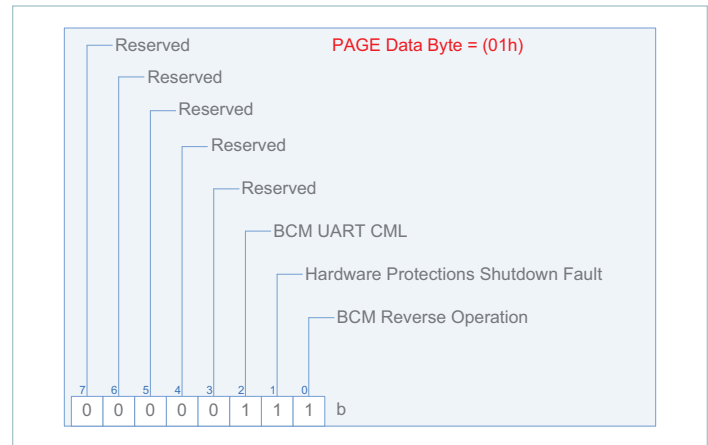 Reserved PAGE Data Byte = (01h)
Reserved
Reserved
Reserved
Reserved
BCM UART CML
Hardware Protections Shutdown Fault
BCM Reverse Operation
7 6 5 4 3 2 1 0
0 0 0 0 0 1 1 1 b